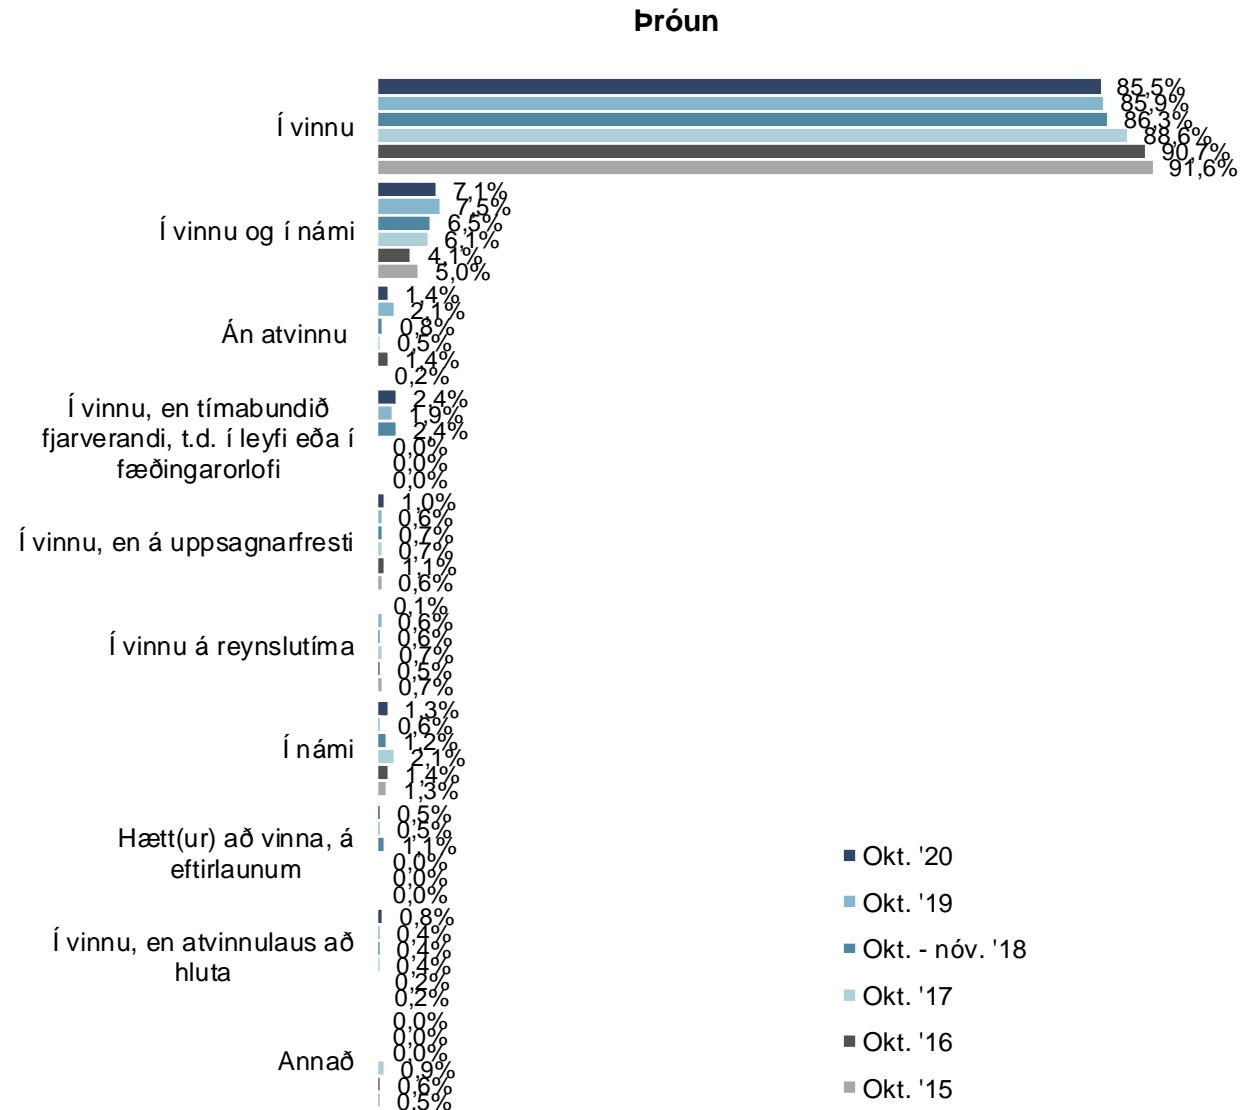 Þróun
Í vinnu
85,5%
85,9%
86,3%
88,6%
90,7%
91,6%
Í vinnu og í námi
7,1%
7,5%
6,5%
6,1%
4,1%
5,0%
Án atvinnu
1,4%
2,1%
0,8%
0,5%
1,4%
0,2%
Í vinnu, en tímabundið
fjarverandi, t.d. í leyfi eða í
fæðingarorlofi
2,4%
1,9%
2,4%
0,0%
0,0%
0,0%
Í vinnu, en á uppsagnarfresti
1,0%
0,6%
0,7%
0,7%
1,1%
0,6%
Í vinnu á reynslutíma
0,1%
0,6%
0,6%
0,7%
0,5%
0,7%
Í námi
1,3%
0,6%
1,2%
2,1%
1,4%
1,3%
Hætt(ur) að vinna, á
eftirlaunum
0,5%
0,5%
1,1%
0,0%
0,0%
0,0%
Í vinnu, en atvinnulaus að
hluta
0,8%
0,4%
0,4%
0,4%
0,2%
0,2%
Annað
0,0%
0,0%
0,0%
0,9%
0,6%
0,5%
Okt. '20
Okt. '19
Okt. - nóv. '18
Okt. '17
Okt. '16
Okt. '15